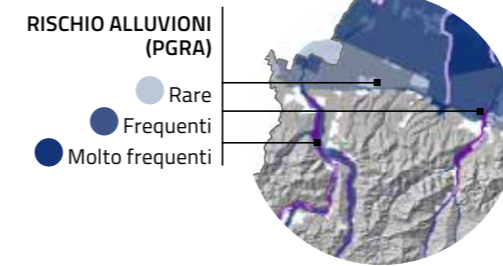 RISCHIO ALLUVIONI
(PGRA)
Rare
Frequenti
Molto frequenti